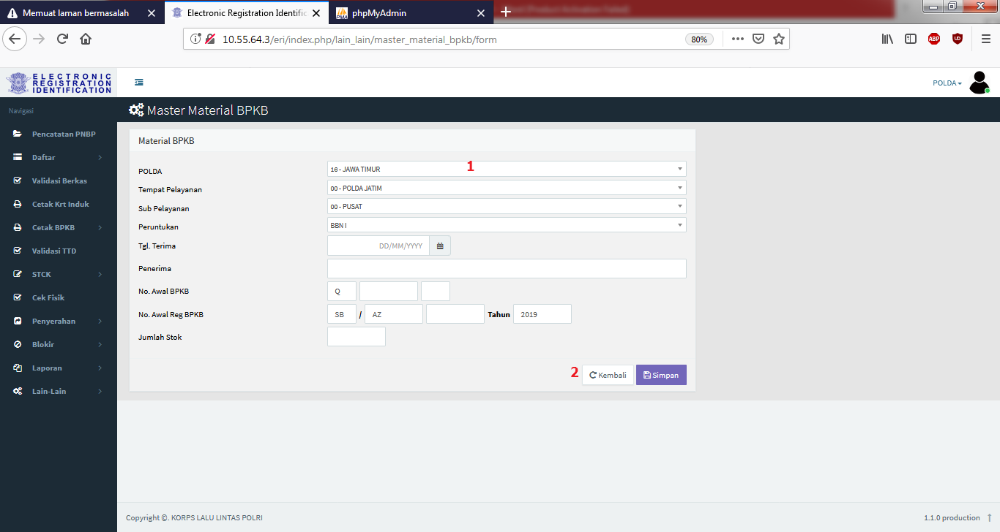 Memuat laman bermasalah
Electronic Registration Identific
phpMyAdmin
10.55.64.3/eri/index.php/lain_lain/master_material_bpkb/form
80%
ABP
ELECTRONIC
REGISTRATION
IDENTIFICATION
POLDA
Navigasi
Master Material BPKB
Pencatatan PNBP
Daftar
Validasi Berkas
Cetak Krt Induk
Cetak BPKB
Validasi TTD
STCK
Cek Fisik
Penyerahan
Blokir
Laporan
Lain-Lain
Material BPKB
POLDA 16 - JAWA TIMUR 1
Tempat Pelayanan 00 - POLDA JATIM
Sub Pelayanan 00 - PUSAT
Peruntukan BBN I
Tgl. Terima DD/MM/YYYY
Penerima
No. Awal BPKB Q
No. Awal Reg BPKB SB / AZ Tahun 2019
Jumlah Stok
2 Kembali Simpan
Copyright ©. KORPS LALU LINTAS POLRI 1.1.0 production